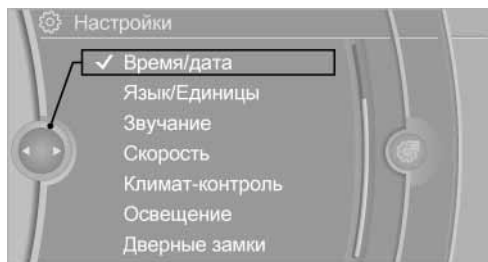 Настройки
Время/дата
Язык/Единицы
Звучание
Скорость
Климат-контроль
Освещение
Дверные замки